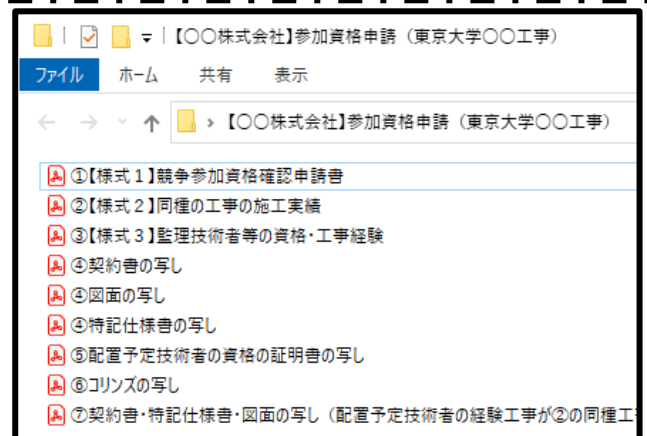 【〇〇株式会社】参加資格申請（東京大学〇〇工事）
ファイル ホーム 共有 表示
【〇〇株式会社】参加資格申請（東京大学〇〇工事）
①【様式１】競争参加資格確認申請書
②【様式２】同種の工事の施工実績
③【様式３】監理技術者等の資格・工事経験
④契約書の写し
④図面の写し
④特記仕様書の写し
⑤配置予定技術者の資格の証明書の写し
⑥コリンズの写し
⑦契約書・特記仕様書・図面の写し（配置予定技術者の経験工事が②の同種工